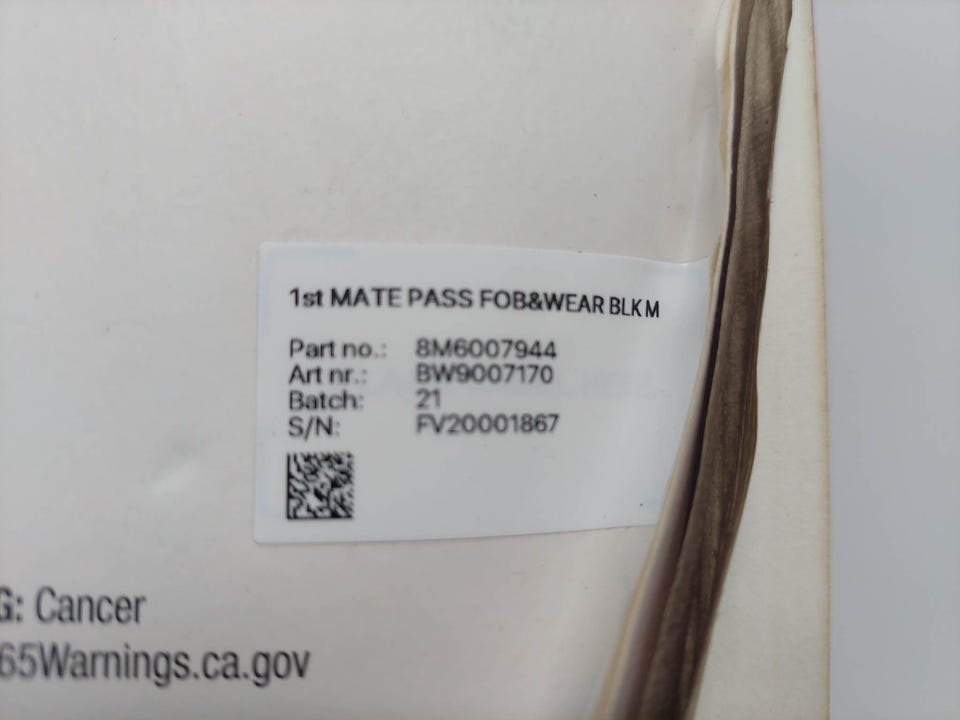 1st MATE PASS FOB&WEAR BLK M
Part no.: 8M6007944
Art nr.: BW9007170
Batch: 21
S/N: FV20001867
G: Cancer
65Warnings.ca.gov